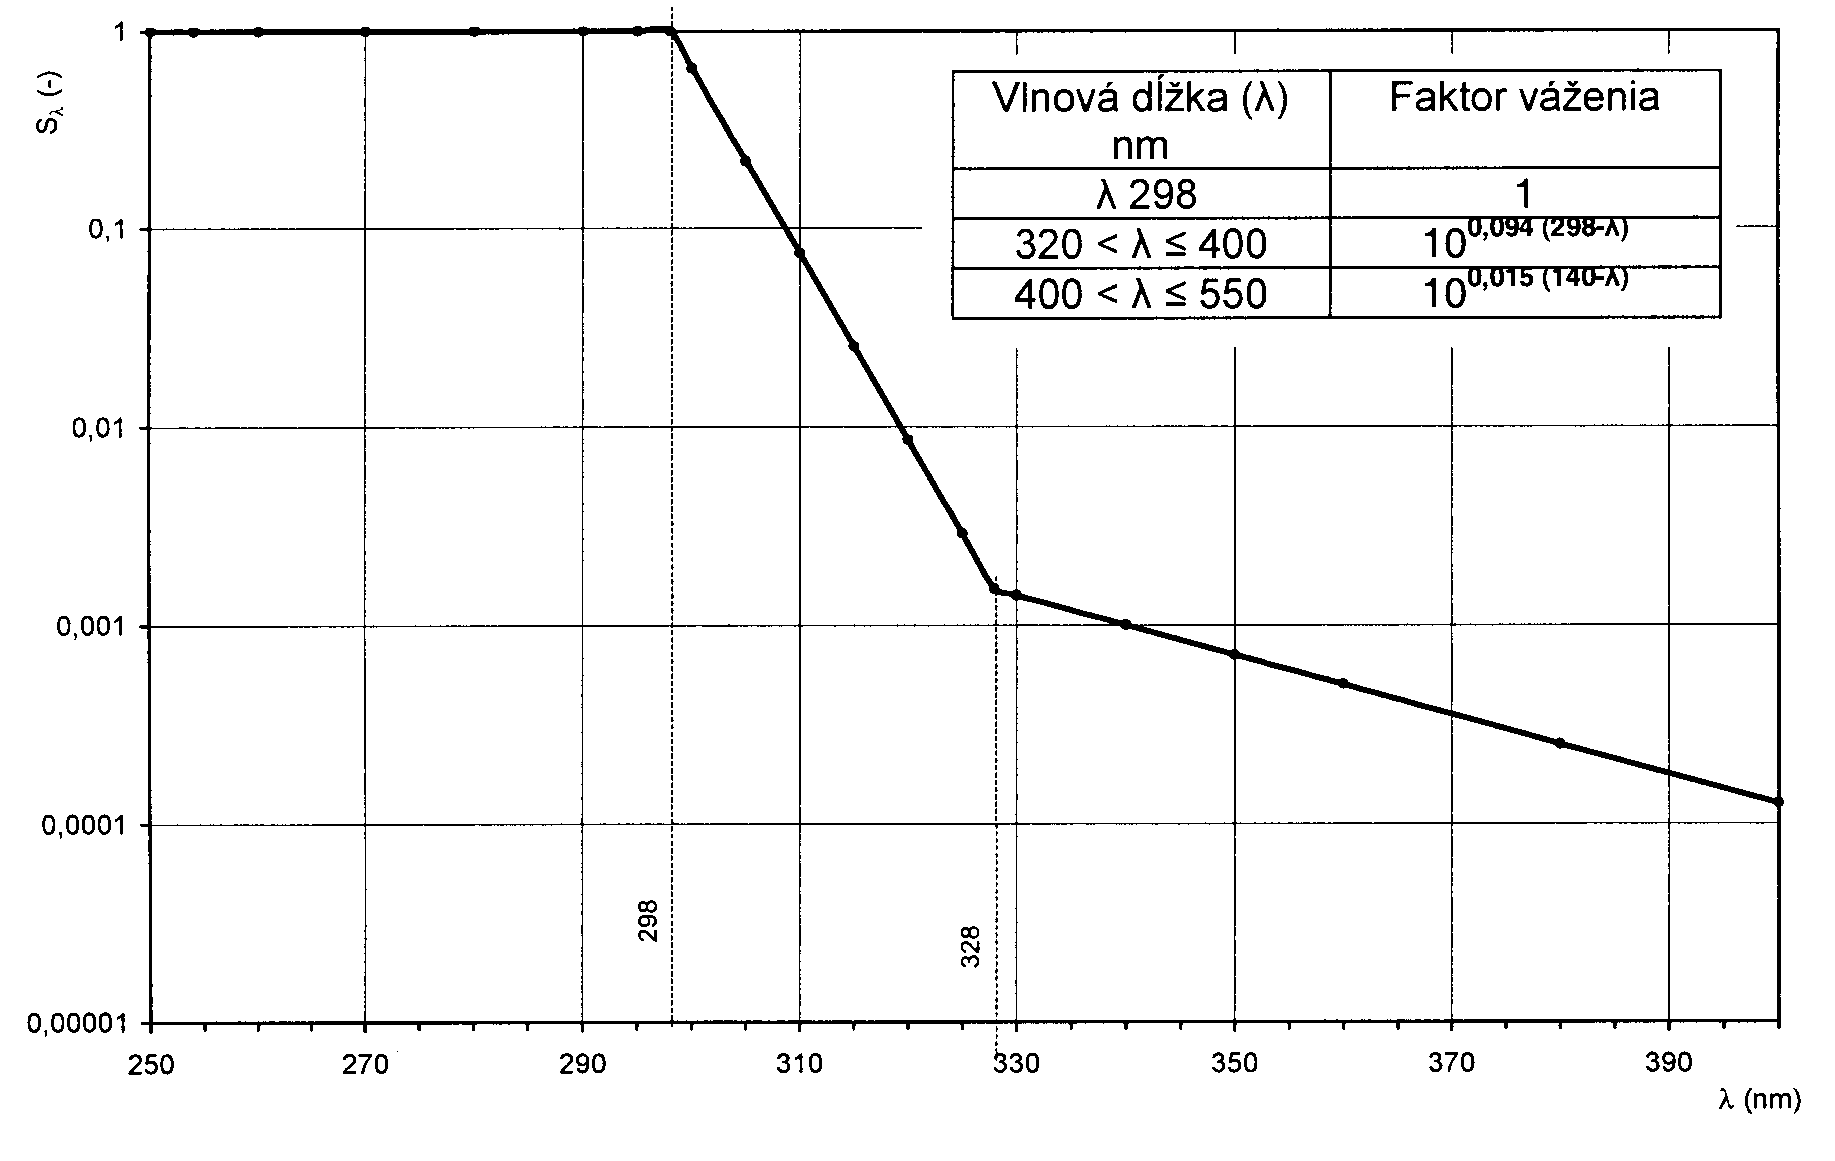 1
0,1
0,01
0,001
0,0001
0,00001
Sλ (-)
Vlnová dĺžka (λ) Faktor váženia
nm
λ 298 1
320 < λ ≤ 400 10^0,094 (298-λ)
400 < λ ≤ 550 10^0,015 (140-λ)
298
328
250 270 290 310 330 350 370 390
λ (nm)